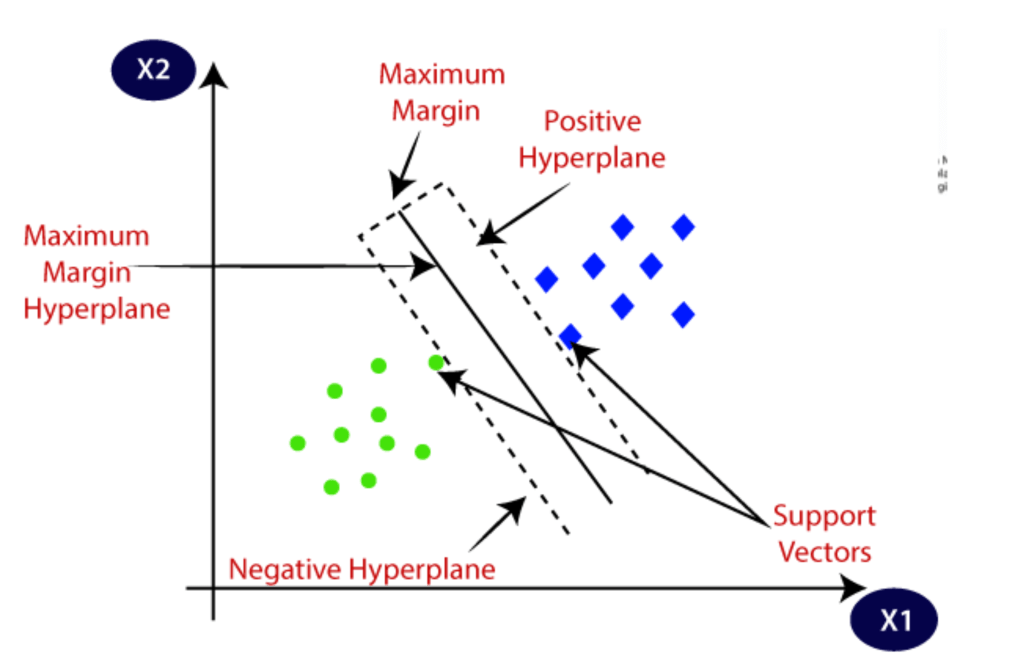 X2
Maximum
Margin
Positive
Hyperplane
Maximum
Margin
Hyperplane
Support
Vectors
Negative Hyperplane
X1